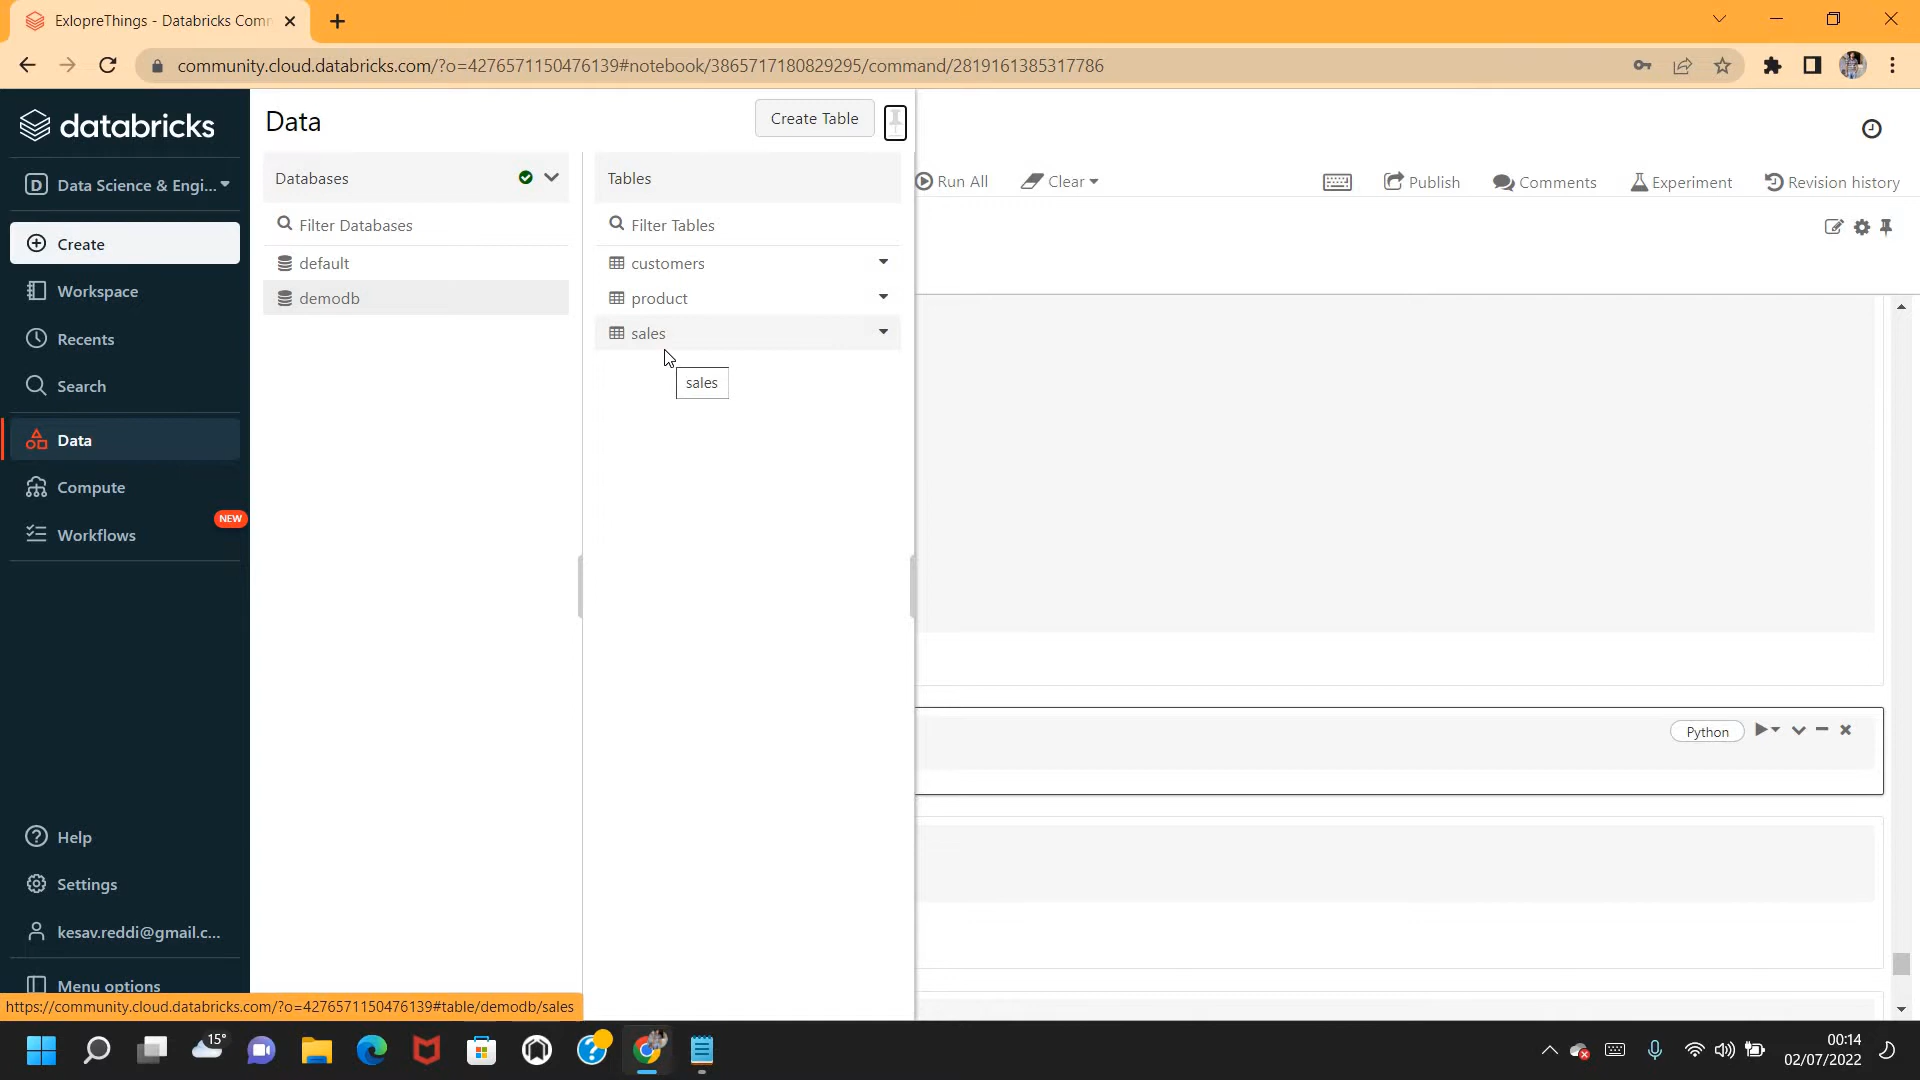 ExlopreThings - Databricks Com
community.cloud.databricks.com/?o=4276571150476139#notebook/3865717180829295/command/2819161385317786
databricks
D Data Science & Engi...
Create
Workspace
Recents
Search
Data
Compute
Workflows
NEW
Help
Settings
kesav.reddi@gmail.c...
Menu options
Data
Create Table
Databases
Filter Databases
default
demodb
Tables
Filter Tables
customers
product
sales
sales
Run All
Clear
Publish
Comments
Experiment
Revision history
Python
https://community.cloud.databricks.com/?o=4276571150476139#table/demodb/sales
15°
00:14
02/07/2022